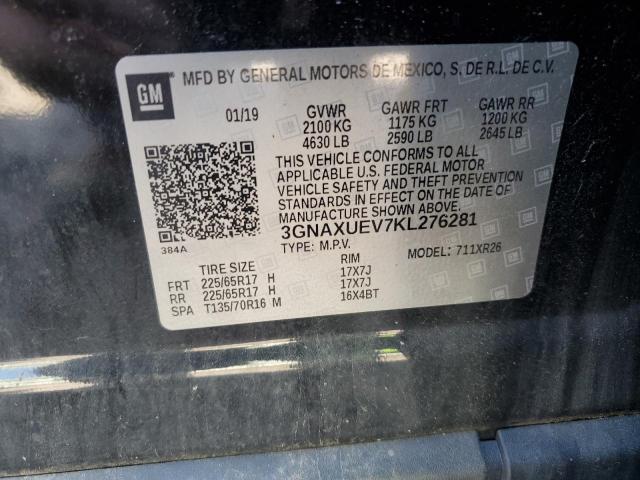 GM
MFD BY GENERAL MOTORS DE MEXICO, S. DE R.L. DE C.V.
01/19 GVWR GAWR FRT GAWR RR
2100 KG 1175 KG 1200 KG
4630 LB 2590 LB 2645 LB
THIS VEHICLE CONFORMS TO ALL
APPLICABLE U.S. FEDERAL MOTOR
VEHICLE SAFETY AND THEFT PREVENTION
STANDARDS IN EFFECT ON THE DATE OF
MANUFACTURE SHOWN ABOVE.
3GNAXUEV7KL276281
384A
TYPE: M.P.V. MODEL: 711XR26
TIRE SIZE RIM
FRT 225/65R17 H 17X7J
RR 225/65R17 H 17X7J
SPA T135/70R16 M 16X4BT